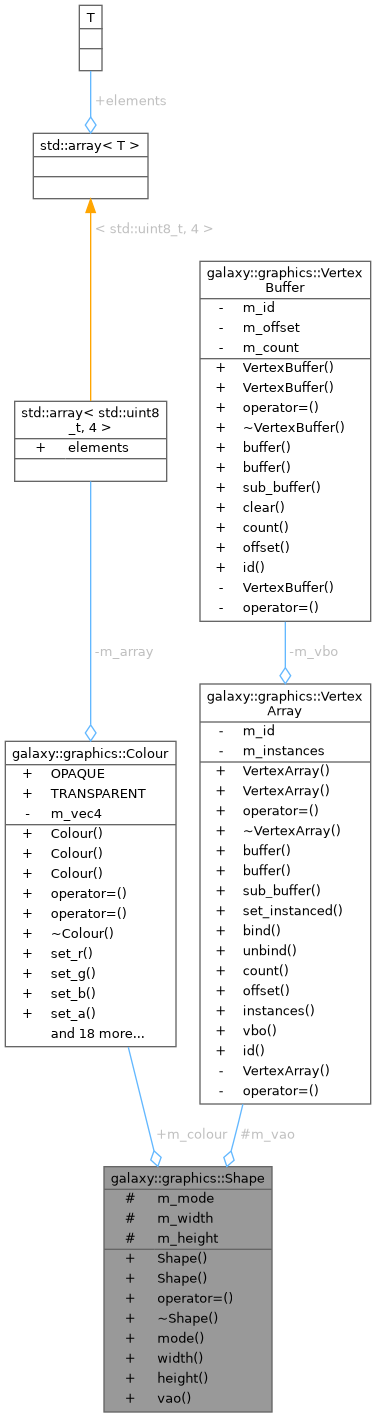 T
+elements
std::array< T >
< std::uint8_t, 4 >
galaxy::graphics::Vertex
Buffer
- m_id
- m_offset
- m_count
+ VertexBuffer()
+ VertexBuffer()
+ operator=()
+ ~VertexBuffer()
+ buffer()
+ buffer()
+ sub_buffer()
+ clear()
+ count()
+ offset()
+ id()
- VertexBuffer()
- operator=()
std::array< std::uint8
_t, 4 >
+ elements
-m_array
-m_vbo
galaxy::graphics::Vertex
Array
- m_id
- m_instances
+ VertexArray()
+ VertexArray()
+ operator=()
+ ~VertexArray()
+ buffer()
+ buffer()
+ sub_buffer()
+ set_instanced()
+ bind()
+ unbind()
+ count()
+ offset()
+ instances()
+ vbo()
+ id()
- VertexArray()
- operator=()
galaxy::graphics::Colour
+ OPAQUE
+ TRANSPARENT
- m_vec4
+ Colour()
+ Colour()
+ Colour()
+ operator=()
+ operator=()
+ ~Colour()
+ set_r()
+ set_g()
+ set_b()
+ set_a()
and 18 more...
+m_colour
#m_vao
galaxy::graphics::Shape
# m_mode
# m_width
# m_height
+ Shape()
+ Shape()
+ operator=()
+ ~Shape()
+ mode()
+ width()
+ height()
+ vao()